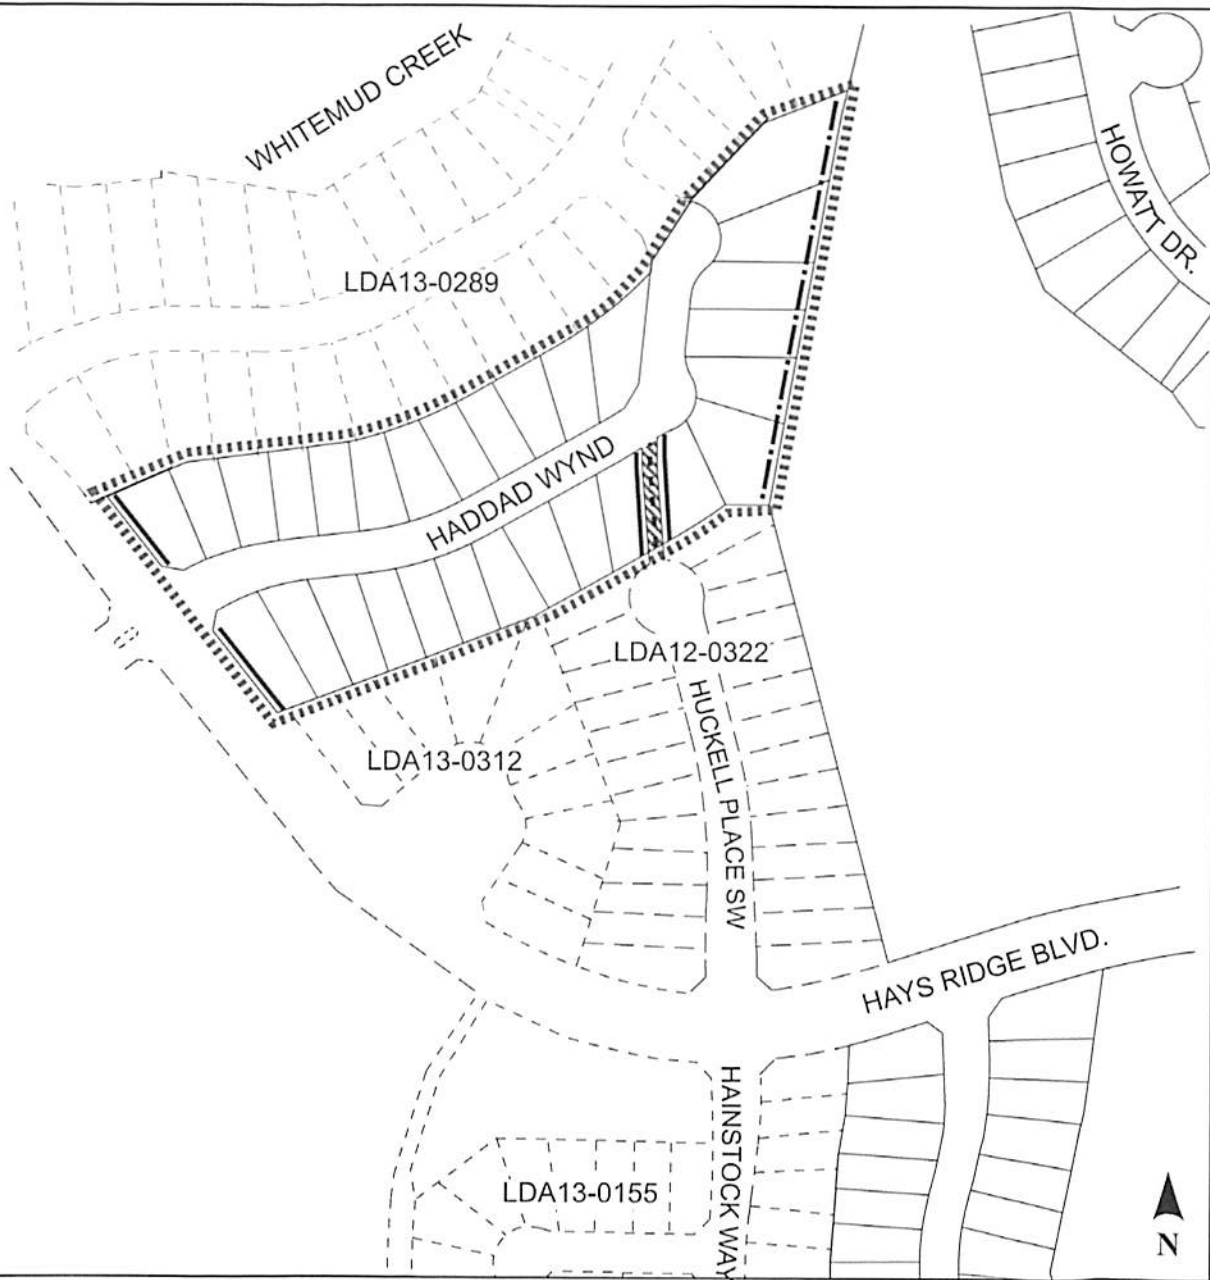 WHITEMUD CREEK
HOWATT DR.
LDA13-0289
HADDAD WYND
LDA12-0322
HUCKELL PLACE SW
LDA13-0312
HAYS RIDGE BLVD.
HAINSTOCK WAY
LDA13-0155
N